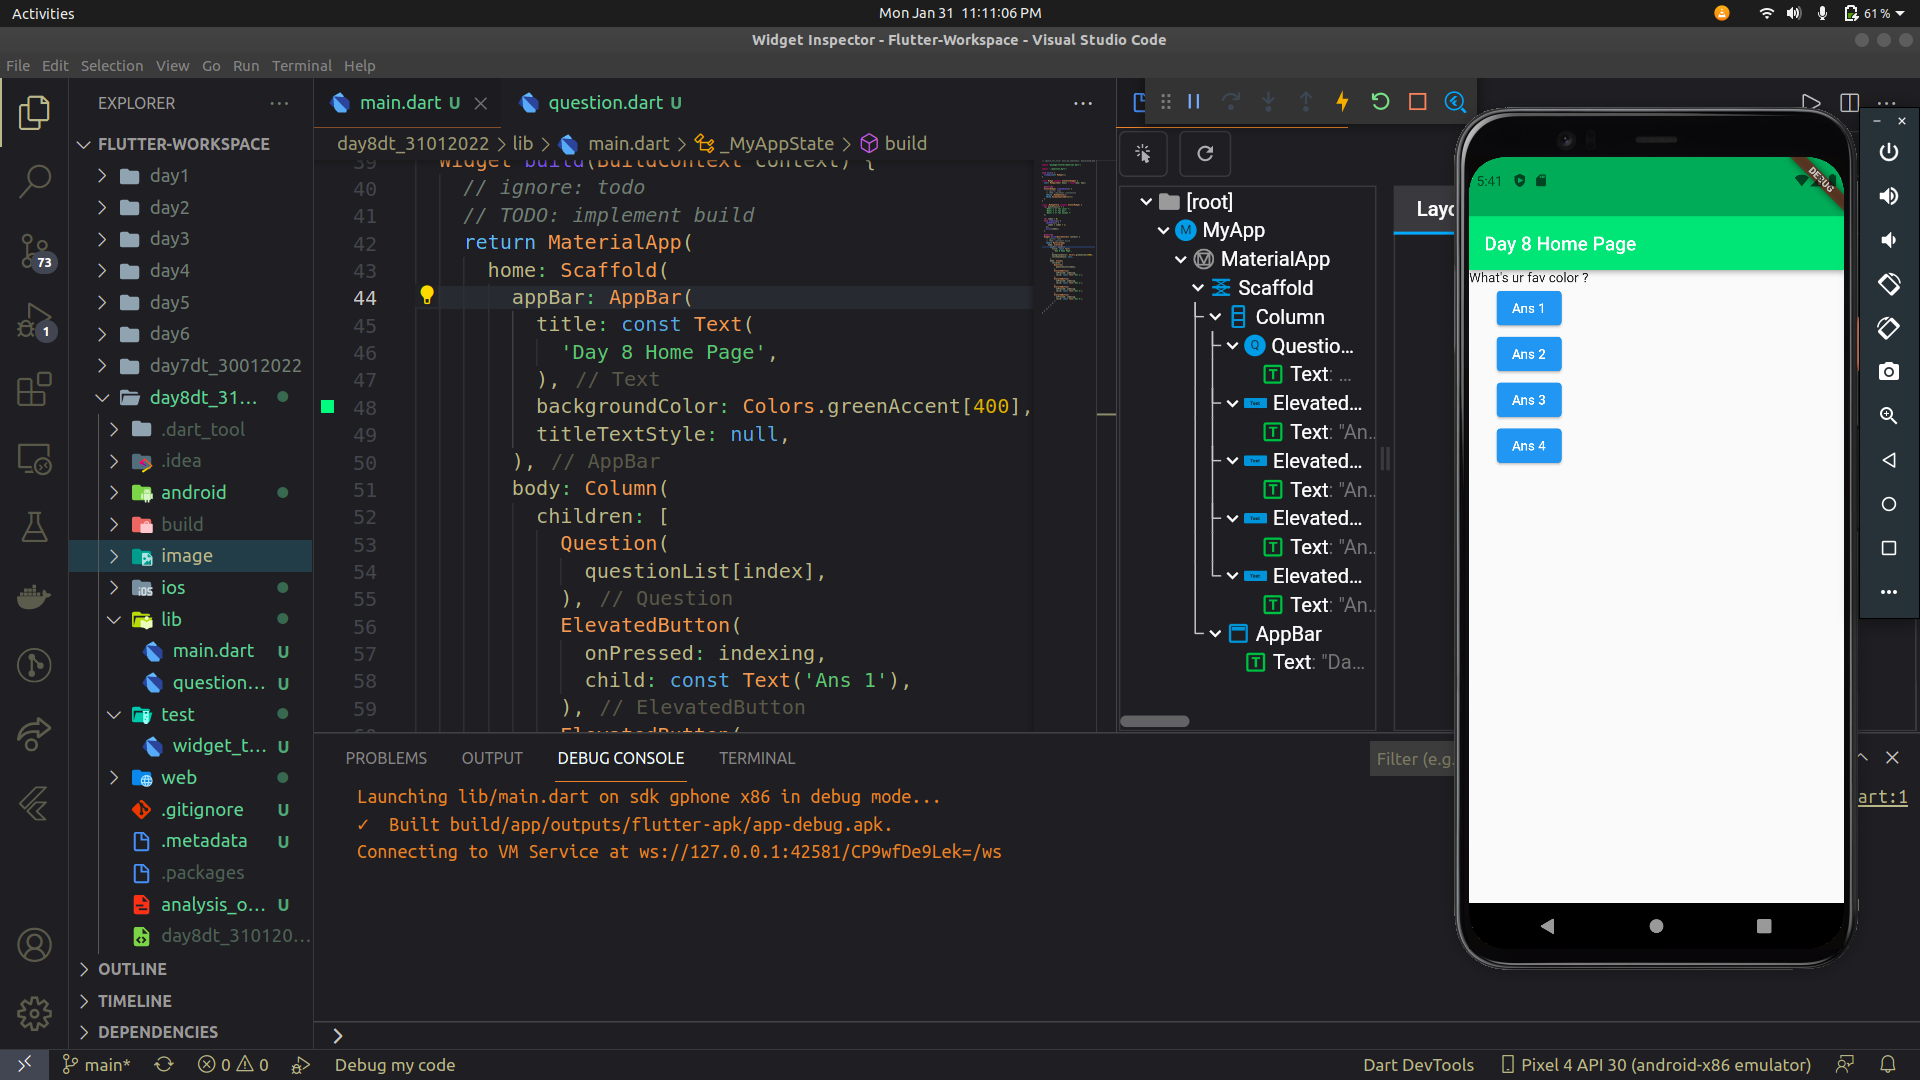 Activities
Mon Jan 31  11:11:06 PM
61 %
Widget Inspector - Flutter-Workspace - Visual Studio Code
File Edit Selection View Go Run Terminal Help
EXPLORER
FLUTTER-WORKSPACE
day1
day2
day3
day4
day5
day6
day7dt_30012022
day8dt_31...
.dart_tool
.idea
android
build
image
ios
lib
main.dart U
question... U
test
widget_t... U
web
.gitignore U
.metadata U
.packages
analysis_o... U
day8dt_310120...
OUTLINE
TIMELINE
DEPENDENCIES
73
1
main.dart U
question.dart U
day8dt_31012022 > lib > main.dart > _MyAppState > build
39 Widget build(BuildContext context) {
40 // ignore: todo
41 // TODO: implement build
42 return MaterialApp(
43 home: Scaffold(
44 appBar: AppBar(
45 title: const Text(
46 'Day 8 Home Page',
47 ), // Text
48 backgroundColor: Colors.greenAccent[400],
49 titleTextStyle: null,
50 ), // AppBar
51 body: Column(
52 children: [
53 Question(
54 questionList[index],
55 ), // Question
56 ElevatedButton(
57 onPressed: indexing,
58 child: const Text('Ans 1'),
59 ), // ElevatedButton
60 ElevatedButton(
[root]
MyApp
MaterialApp
Scaffold
Column
Questio...
Text: ...
Elevated...
Text: "An...
Elevated...
Text: "An...
Elevated...
Text: "An...
Elevated...
Text: "An...
AppBar
Text: "Da...
Layo
5:41
DEBUG
Day 8 Home Page
What's ur fav color ?
Ans 1
Ans 2
Ans 3
Ans 4
PROBLEMS OUTPUT DEBUG CONSOLE TERMINAL
Filter (e.g.
Launching lib/main.dart on sdk gphone x86 in debug mode...
✓ Built build/app/outputs/flutter-apk/app-debug.apk.
Connecting to VM Service at ws://127.0.0.1:42581/CP9wfDe9Lek=/ws
art:1
main* 0 0 Debug my code
Dart DevTools Pixel 4 API 30 (android-x86 emulator)